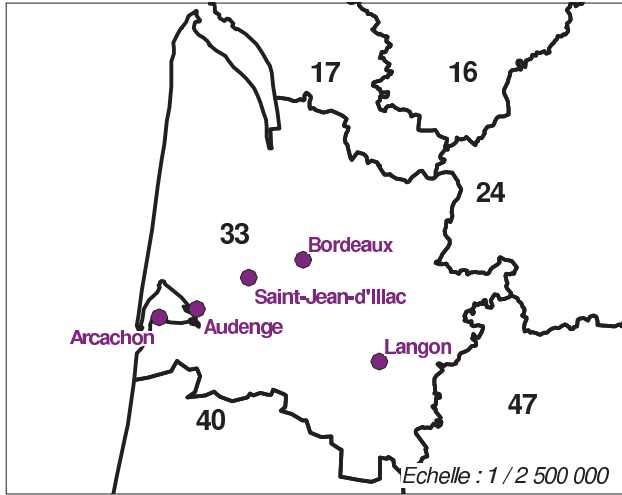 17
16
24
33
Bordeaux
Saint-Jean-d'Illac
Audenge
Arcachon
Langon
40
47
Echelle : 1 / 2 500 000